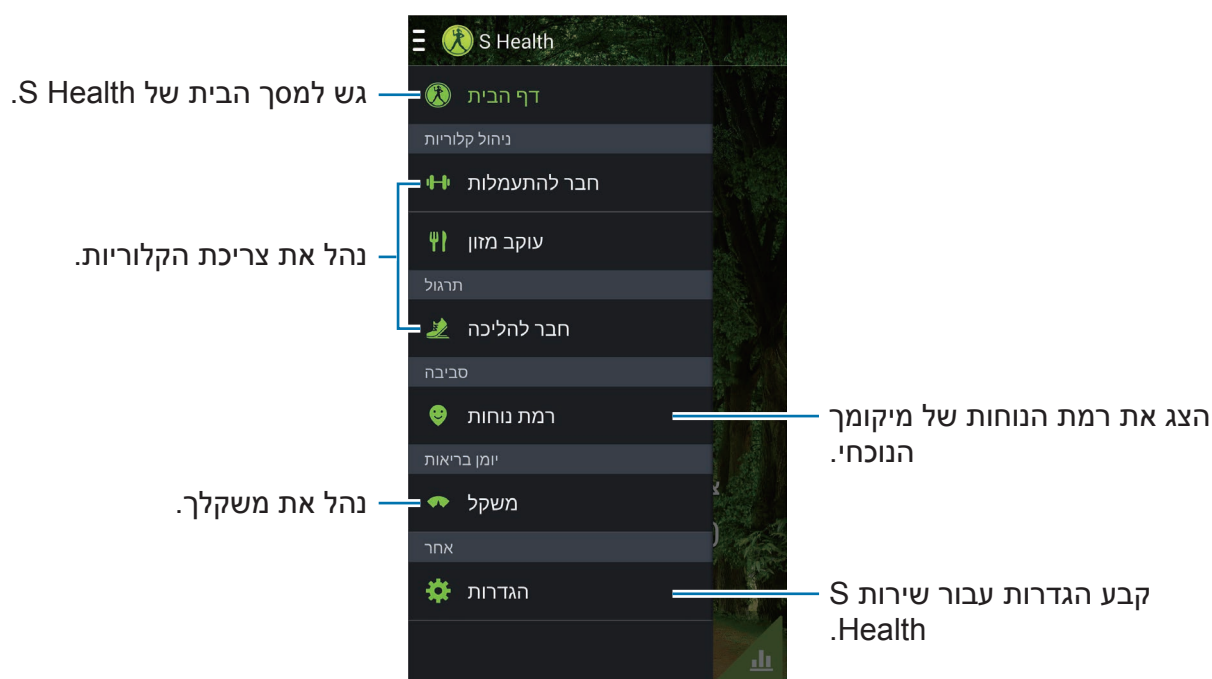 S Health
דף הבית
גש למסך הבית של S Health.
ניהול קלוריות
חבר להתעמלות
עוקב מזון
נהל את צריכת הקלוריות.
תרגול
חבר להליכה
סביבה
רמת נוחות
הצג את רמת הנוחות של מיקומך
הנוכחי.
יומן בריאות
משקל
נהל את משקלך.
אחר
הגדרות
קבע הגדרות עבור שירות S
Health.